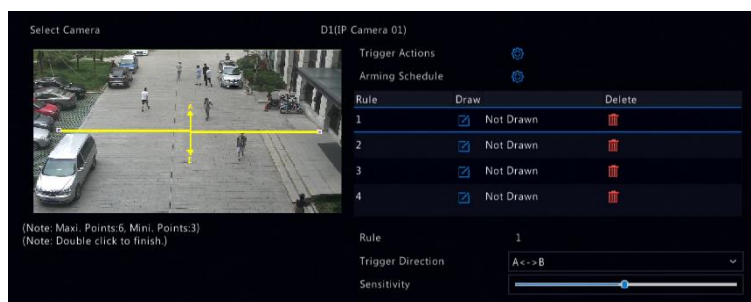 Select Camera
D1(IP Camera 01)
Trigger Actions
Arming Schedule
Rule Draw Delete
1 Not Drawn
2 Not Drawn
3 Not Drawn
4 Not Drawn
A
(Note: Maxi. Points:6, Mini. Points:3)
(Note: Double click to finish.)
Rule 1
Trigger Direction A<->B
Sensitivity